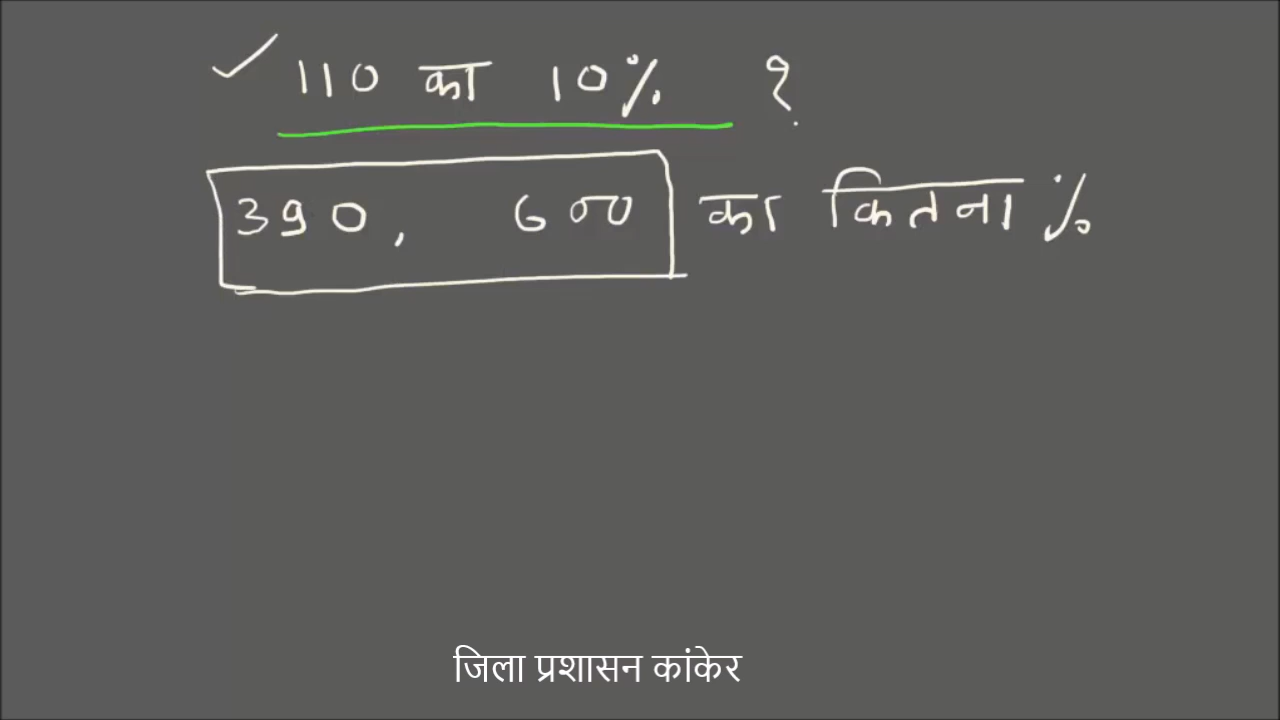 110 का 10% ?
390, 600 का कितना %
जिला प्रशासन कांकेर